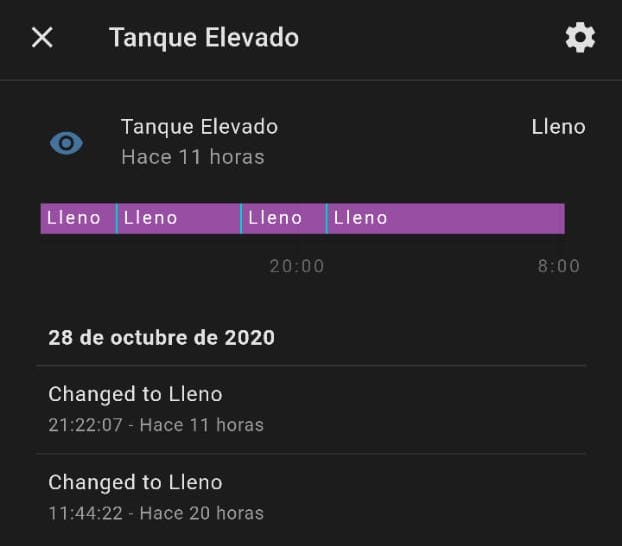 Tanque Elevado
Tanque Elevado Lleno
Hace 11 horas
Lleno Lleno Lleno Lleno
20:00 8:00
28 de octubre de 2020
Changed to Lleno
21:22:07 - Hace 11 horas
Changed to Lleno
11:44:22 - Hace 20 horas